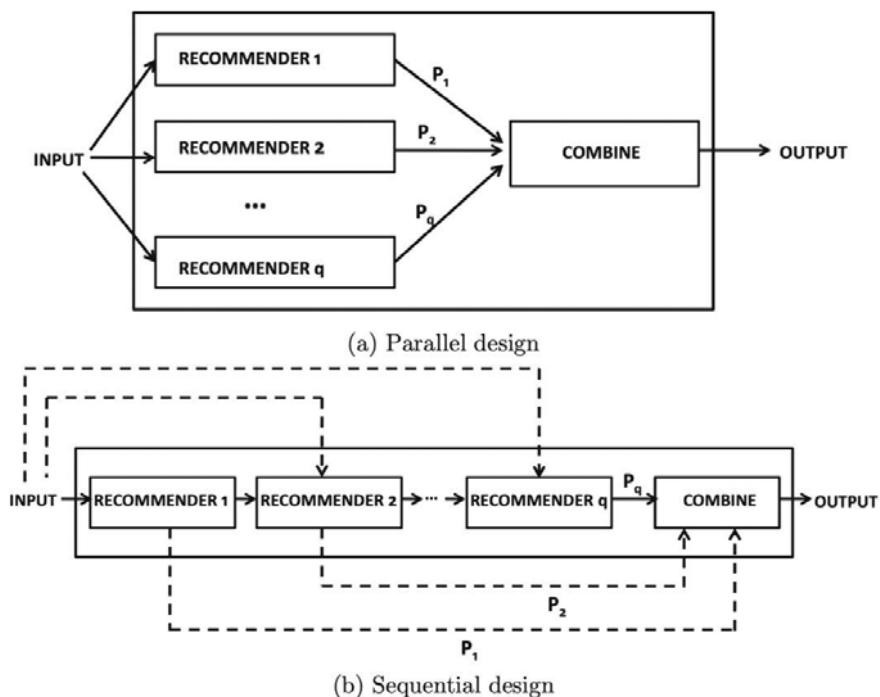 RECOMMENDER 1
P1
RECOMMENDER 2
P2
INPUT
COMBINE
OUTPUT
...
Pq
RECOMMENDER q
(a) Parallel design
INPUT
RECOMMENDER 1
RECOMMENDER 2
...
RECOMMENDER q
Pq
COMBINE
OUTPUT
P2
P1
(b) Sequential design